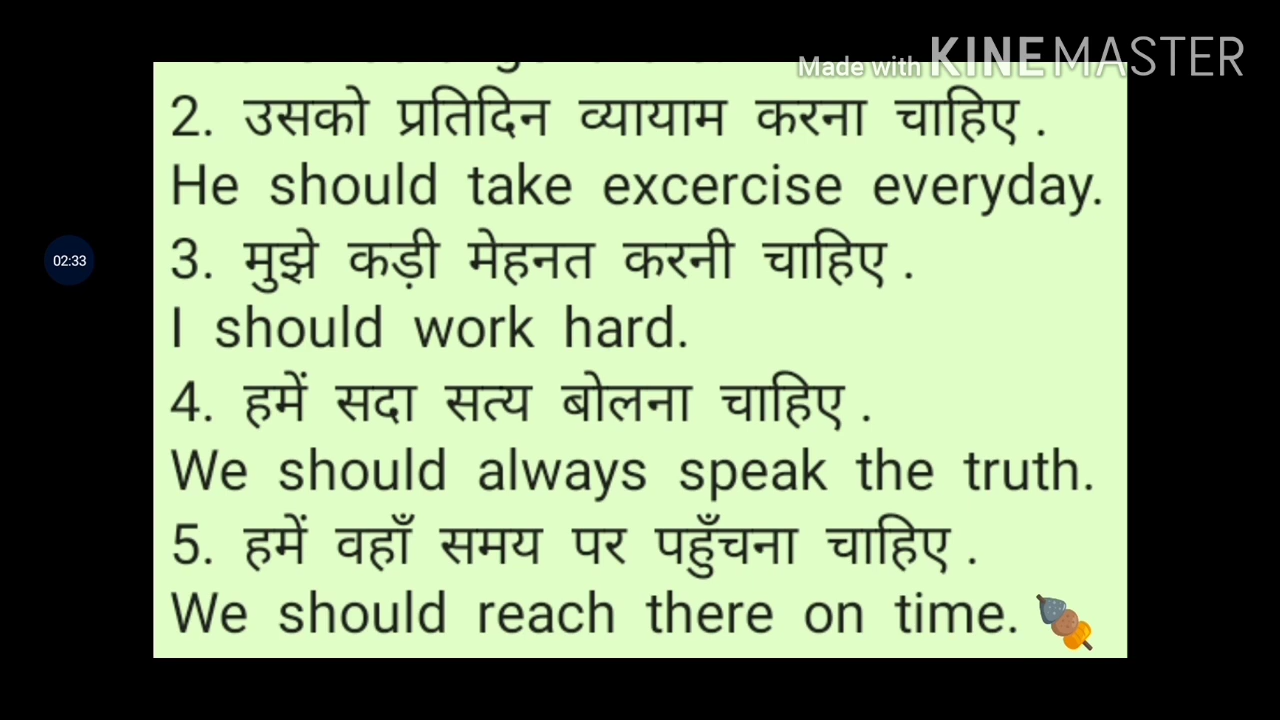 Made with KINEMASTER
2. उसको प्रतिदिन व्यायाम करना चाहिए .
He should take excercise everyday.
02:33
3. मुझे कड़ी मेहनत करनी चाहिए .
I should work hard.
4. हमें सदा सत्य बोलना चाहिए .
We should always speak the truth.
5. हमें वहाँ समय पर पहुँचना चाहिए .
We should reach there on time.